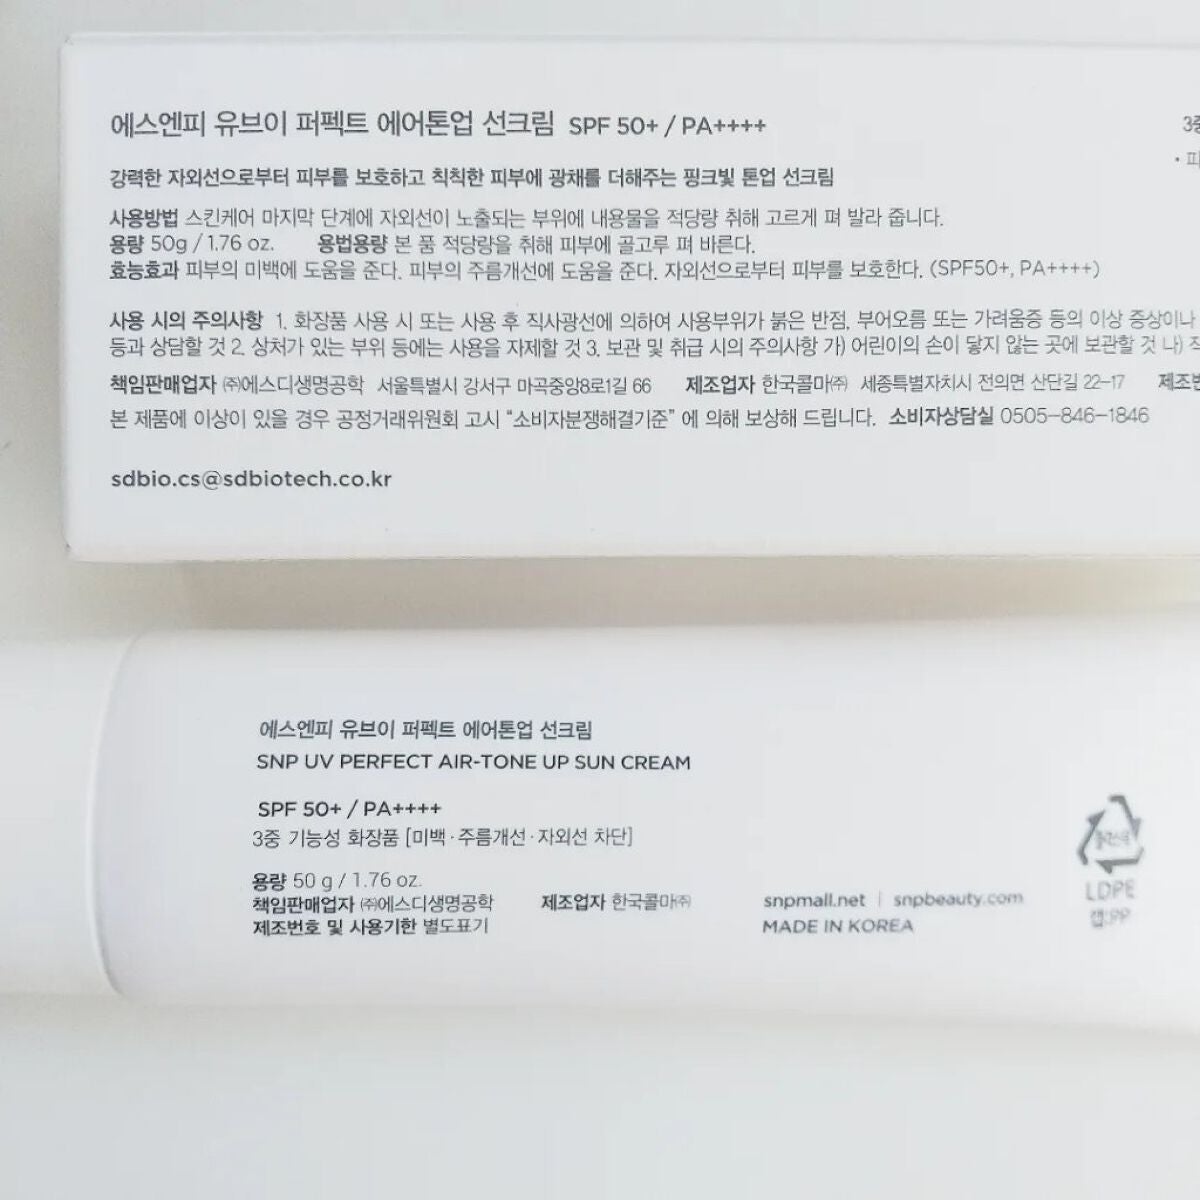 에스엔피 유브이 퍼펙트 에어톤업 선크림 SPF 50+ / PA++++
강력한 자외선으로부터 피부를 보호하고 칙칙한 피부에 광채를 더해주는 핑크빛 톤업 선크림
사용방법 스킨케어 마지막 단계에 자외선이 노출되는 부위에 내용물을 적당량 취해 고르게 펴 발라 줍니다.
용량 50g / 1.76 oz. 용법용량 본 품 적당량을 취해 피부에 골고루 펴 바른다.
효능효과 피부의 미백에 도움을 준다. 피부의 주름개선에 도움을 준다. 자외선으로부터 피부를 보호한다. (SPF50+, PA++++)
사용 시의 주의사항 1. 화장품 사용 시 또는 사용 후 직사광선에 의하여 사용부위가 붉은 반점, 부어오름 또는 가려움증 등의 이상 증상이나
등과 상담할 것 2. 상처가 있는 부위 등에는 사용을 자제할 것 3. 보관 및 취급 시의 주의사항 가) 어린이의 손이 닿지 않는 곳에 보관할 것 나) 직
책임판매업자 ㈜에스디생명공학 서울특별시 강서구 마곡중앙8로1길 66 제조업자 한국콜마㈜ 세종특별자치시 전의면 산단길 22-17 제조번
본 제품에 이상이 있을 경우 공정거래위원회 고시 "소비자분쟁해결기준" 에 의해 보상해 드립니다. 소비자상담실 0505-846-1846
sdbio.cs@sdbiotech.co.kr
3중
· 피
에스엔피 유브이 퍼펙트 에어톤업 선크림
SNP UV PERFECT AIR-TONE UP SUN CREAM
SPF 50+ / PA++++
3중 기능성 화장품 [미백 · 주름개선 · 자외선 차단]
용량 50 g / 1.76 oz.
책임판매업자 ㈜에스디생명공학 제조업자 한국콜마㈜
제조번호 및 사용기한 별도표기
snpmall.net | snpbeauty.com
MADE IN KOREA
플라스틱
LDPE
캡:PP